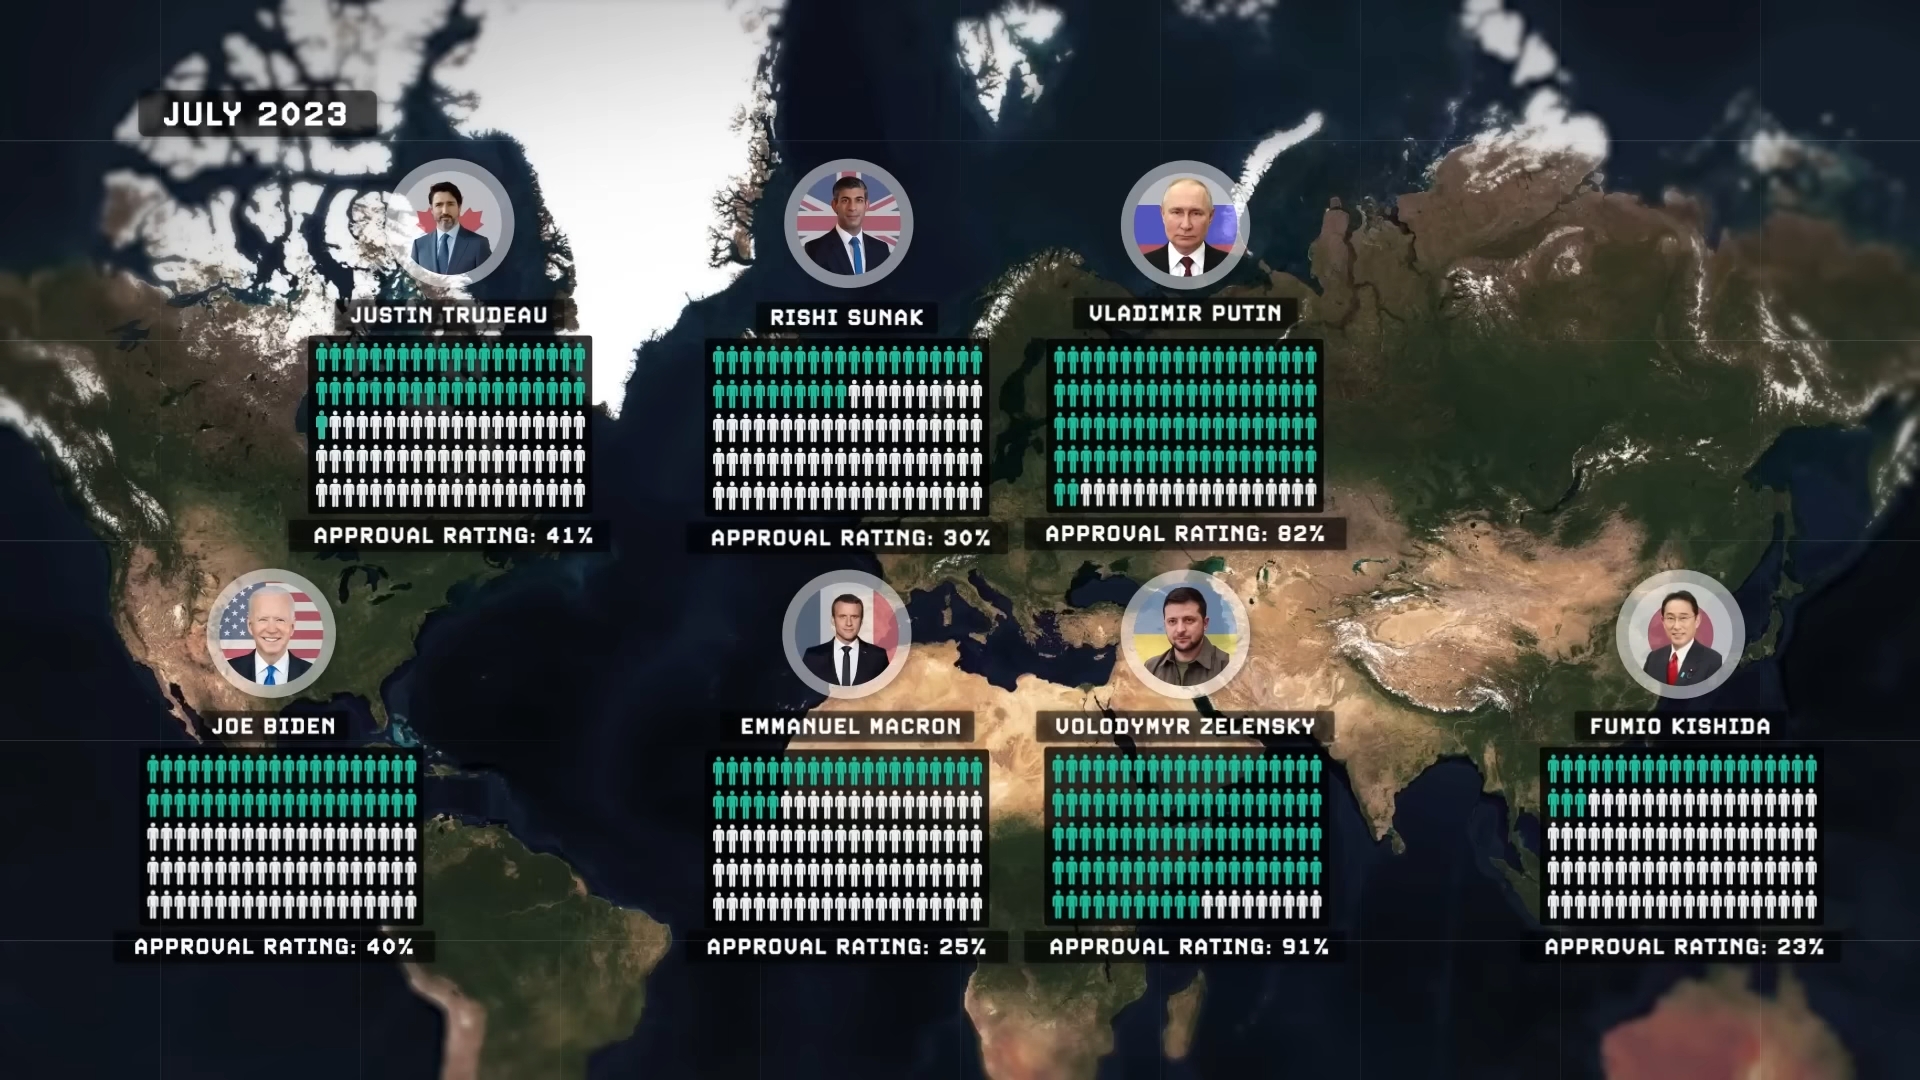 JULY 2023
JUSTIN TRUDEAU
APPROVAL RATING: 41%
RISHI SUNAK
APPROVAL RATING: 30%
VLADIMIR PUTIN
APPROVAL RATING: 82%
JOE BIDEN
APPROVAL RATING: 40%
EMMANUEL MACRON
APPROVAL RATING: 25%
VOLODYMYR ZELENSKY
APPROVAL RATING: 91%
FUMIO KISHIDA
APPROVAL RATING: 23%